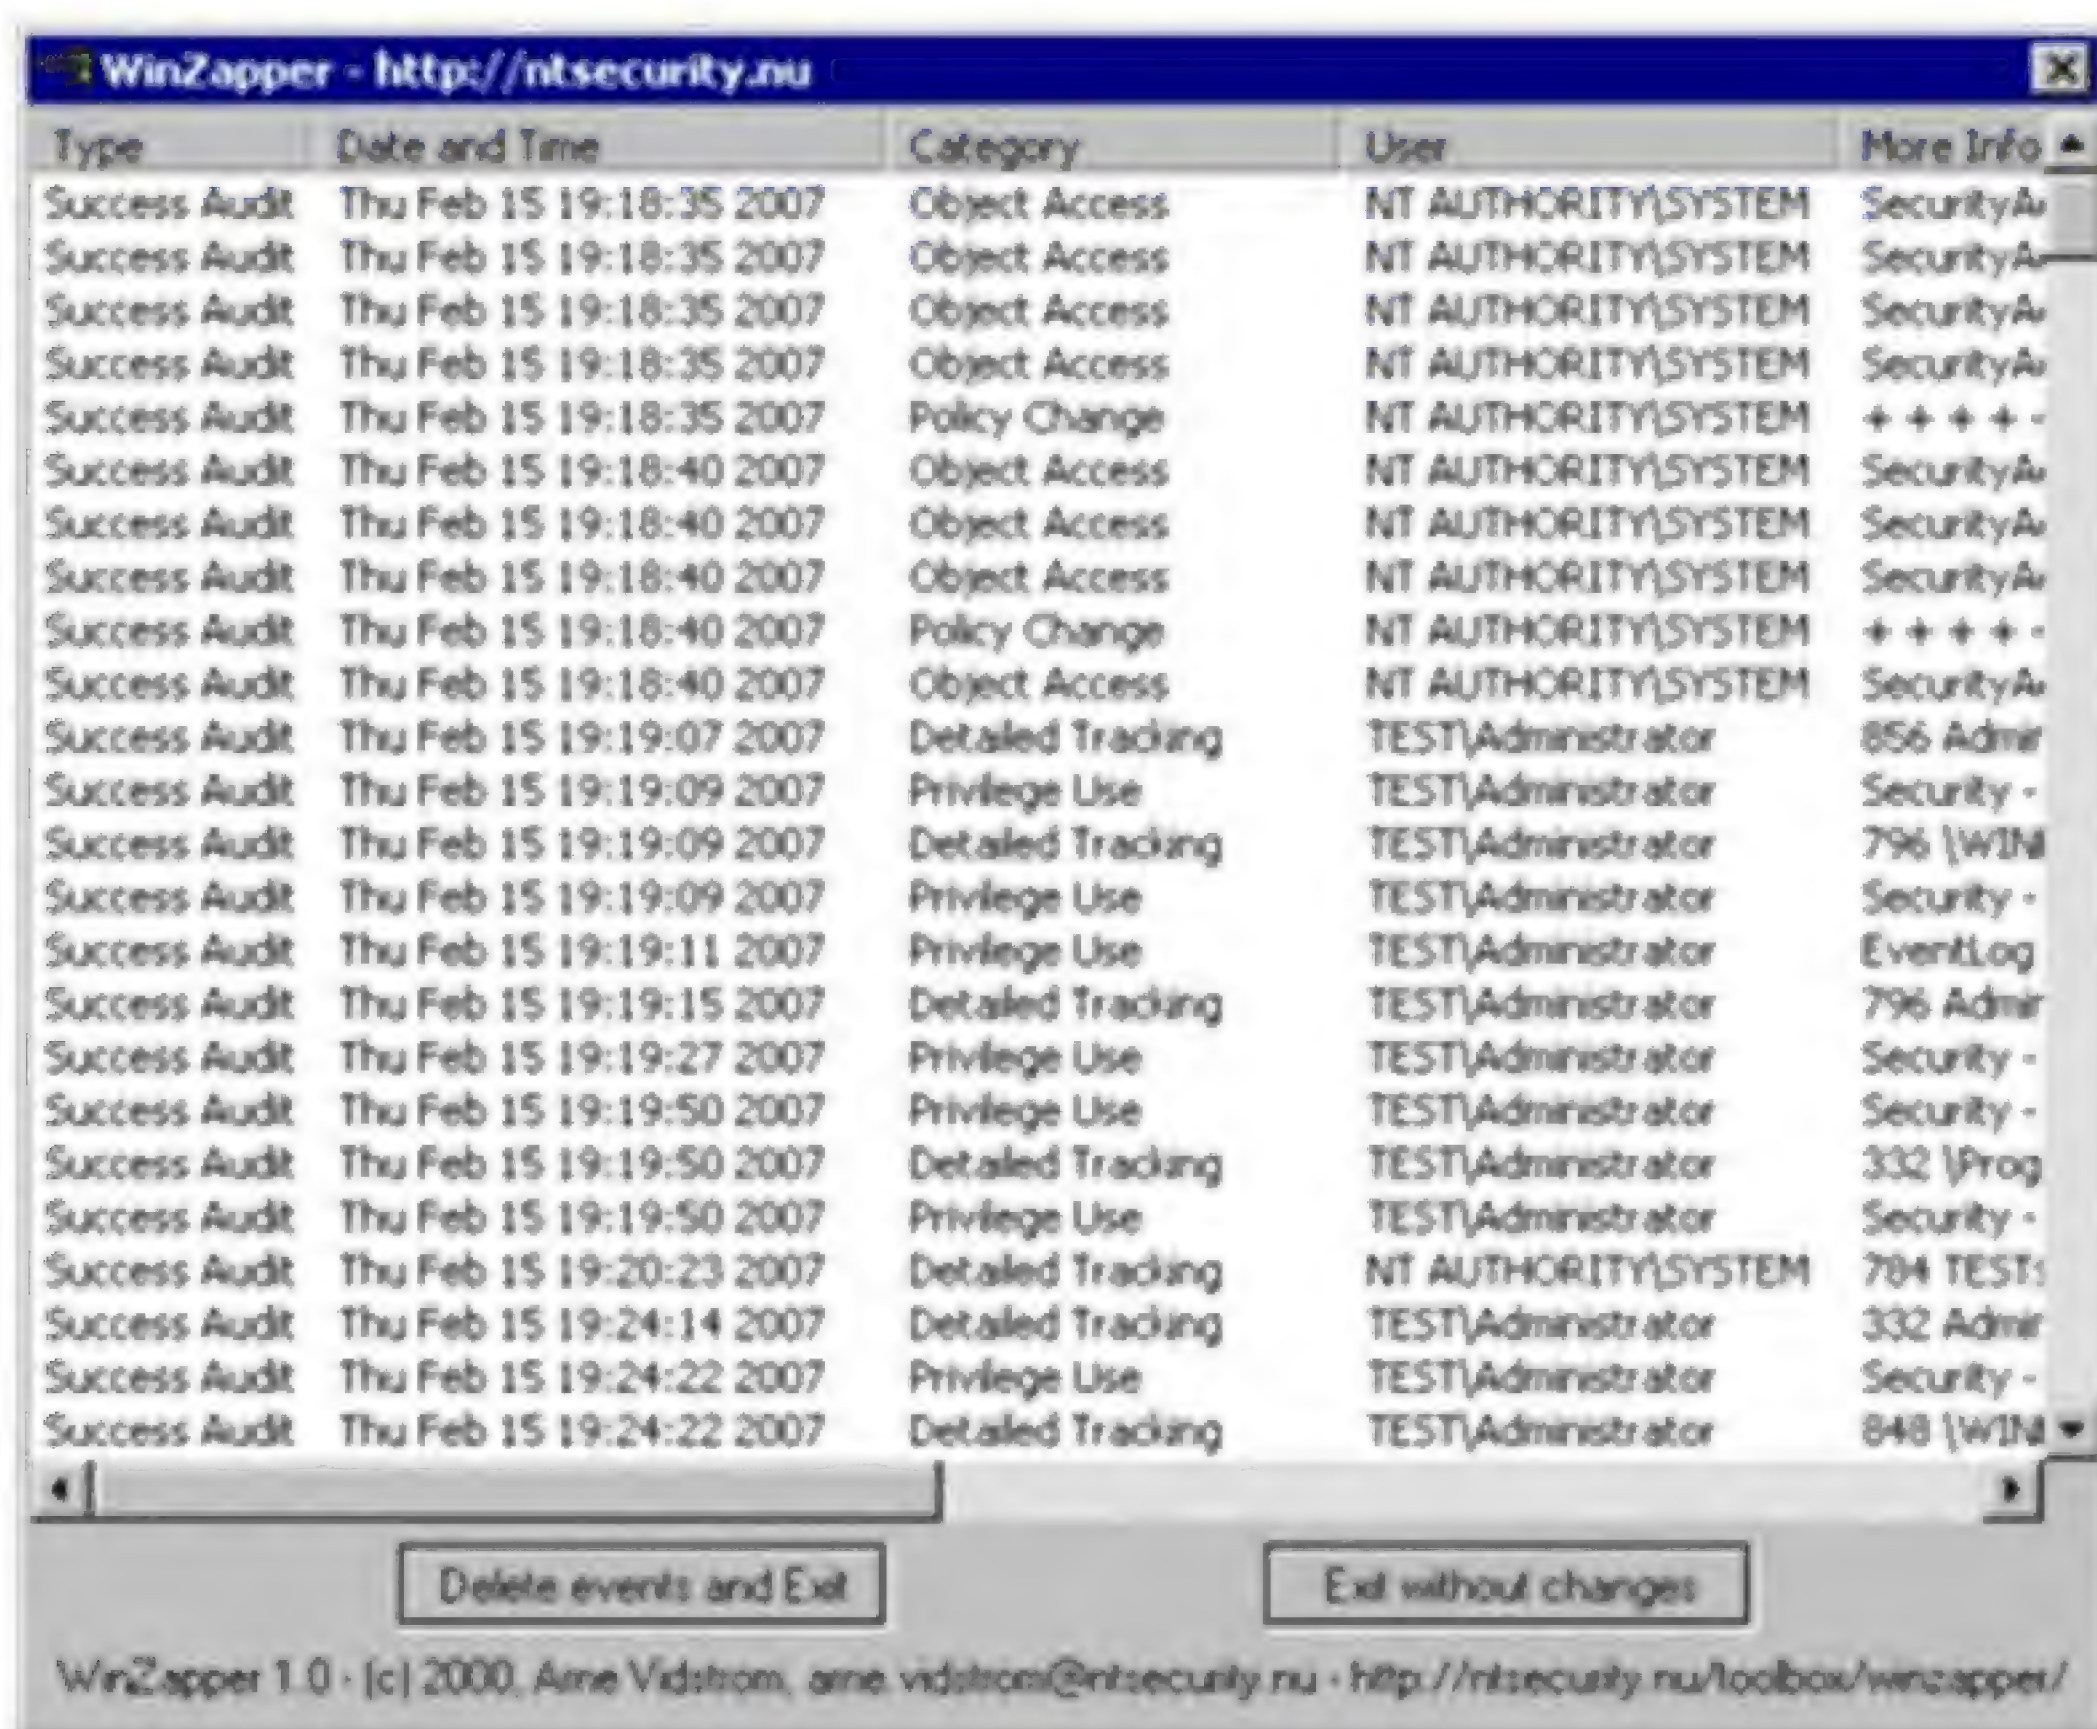 WinZapper - http://ntsecurity.nu
Type Date and Time Category User More Info
Success Audit Thu Feb 15 19:18:35 2007 Object Access NT AUTHORITY\SYSTEM SecurityA
Success Audit Thu Feb 15 19:18:35 2007 Object Access NT AUTHORITY\SYSTEM SecurityA
Success Audit Thu Feb 15 19:18:35 2007 Object Access NT AUTHORITY\SYSTEM SecurityA
Success Audit Thu Feb 15 19:18:35 2007 Object Access NT AUTHORITY\SYSTEM SecurityA
Success Audit Thu Feb 15 19:18:35 2007 Policy Change NT AUTHORITY\SYSTEM + + + + -
Success Audit Thu Feb 15 19:18:40 2007 Object Access NT AUTHORITY\SYSTEM SecurityA
Success Audit Thu Feb 15 19:18:40 2007 Object Access NT AUTHORITY\SYSTEM SecurityA
Success Audit Thu Feb 15 19:18:40 2007 Object Access NT AUTHORITY\SYSTEM SecurityA
Success Audit Thu Feb 15 19:18:40 2007 Policy Change NT AUTHORITY\SYSTEM + + + + -
Success Audit Thu Feb 15 19:18:40 2007 Object Access NT AUTHORITY\SYSTEM SecurityA
Success Audit Thu Feb 15 19:19:07 2007 Detailed Tracking TEST\Administrator 856 Admir
Success Audit Thu Feb 15 19:19:09 2007 Privilege Use TEST\Administrator Security -
Success Audit Thu Feb 15 19:19:09 2007 Detailed Tracking TEST\Administrator 796 \WIN
Success Audit Thu Feb 15 19:19:09 2007 Privilege Use TEST\Administrator Security -
Success Audit Thu Feb 15 19:19:11 2007 Privilege Use TEST\Administrator EventLog
Success Audit Thu Feb 15 19:19:15 2007 Detailed Tracking TEST\Administrator 796 Admir
Success Audit Thu Feb 15 19:19:27 2007 Privilege Use TEST\Administrator Security -
Success Audit Thu Feb 15 19:19:50 2007 Privilege Use TEST\Administrator Security -
Success Audit Thu Feb 15 19:19:50 2007 Detailed Tracking TEST\Administrator 332 \Prog
Success Audit Thu Feb 15 19:19:50 2007 Privilege Use TEST\Administrator Security -
Success Audit Thu Feb 15 19:20:23 2007 Detailed Tracking NT AUTHORITY\SYSTEM 784 TEST
Success Audit Thu Feb 15 19:24:14 2007 Detailed Tracking TEST\Administrator 332 Admir
Success Audit Thu Feb 15 19:24:22 2007 Privilege Use TEST\Administrator Security -
Success Audit Thu Feb 15 19:24:22 2007 Detailed Tracking TEST\Administrator 848 \WIN
Delete events and Exit Exit without changes
WinZapper 1.0 - (c) 2000, Arne Vidstrom, arne.vidstrom@ntsecurity.nu - http://ntsecurity.nu/toolbox/winzapper/